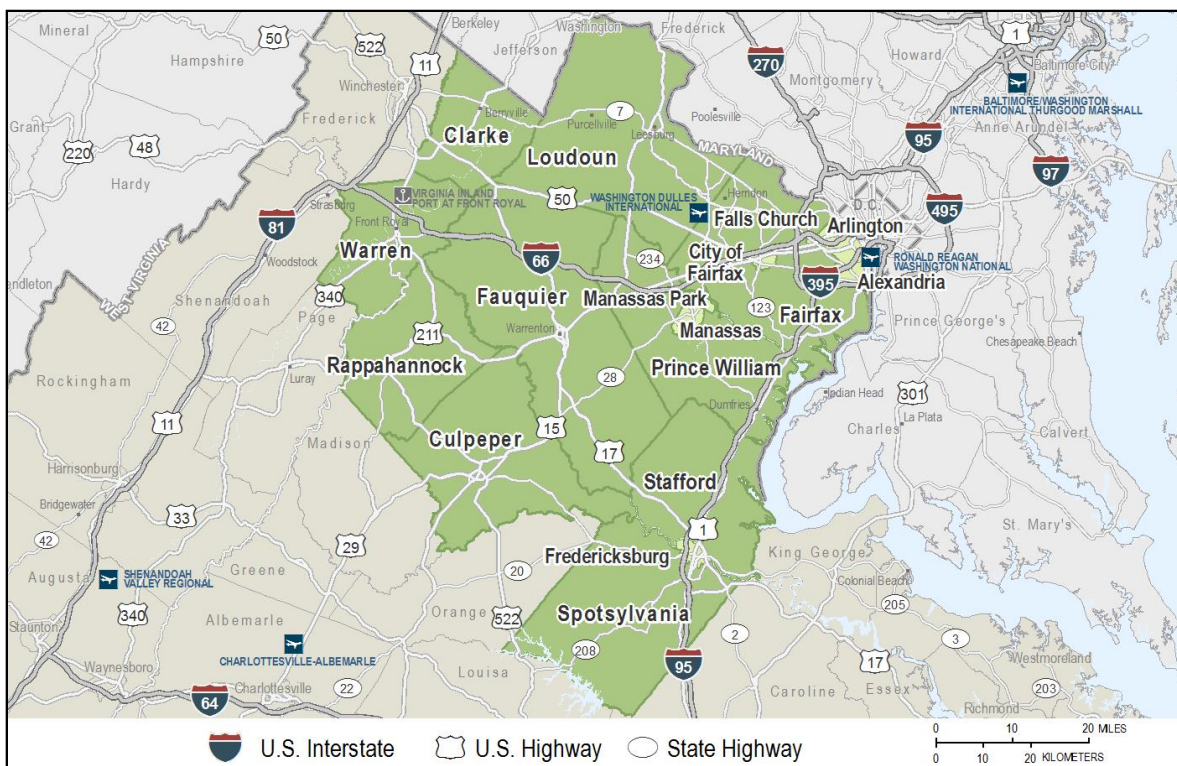 Mineral
50
Hampshire
522
11
Berkeley
Jefferson
Washington
Frederick
270
Montgomery
Howard
1
Baltimore City
BALTIMORE/WASHINGTON
INTERNATIONAL THURGOOD MARSHALL
Anne Arundel
Winchester
Frederick
Berryville
Clarke
Purcellville
7
Leesburg
Poolesville
Loudoun
MARYLAND
95
97
Grant
220
48
Hardy
VIRGINIA INLAND
PORT AT FRONT ROYAL
50
WASHINGTON DULLES
INTERNATIONAL
Herndon
Falls Church
D.C.
Arlington
495
Strasburg
Front Royal
81
WEST VIRGINIA
Woodstock
Warren
66
234
City of
Fairfax
395
RONALD REAGAN
WASHINGTON NATIONAL
Alexandria
Pendleton
Shenandoah
340
Page
Fauquier
Manassas Park
123
Fairfax
Manassas
Prince George's
Chesapeake Beach
42
Warrenton
211
Rappahannock
Luray
28
Prince William
Rockingham
Dumfries
Indian Head
301
La Plata
Charles
Calvert
11
Madison
Culpeper
15
17
Stafford
Harrisonburg
Bridgewater
33
42
29
1
St. Mary's
Augusta
SHENANDOAH
VALLEY REGIONAL
Greene
20
Fredericksburg
King George
Colonial Beach
205
340
Albemarle
Orange
522
Spotsylvania
Staunton
CHARLOTTESVILLE-ALBEMARLE
208
2
3
Westmoreland
Waynesboro
Louisa
95
17
64
Charlottesville
22
Caroline
Essex
203
Richmond
U.S. Interstate
U.S. Highway
State Highway
0 10 20 MILES
0 10 20 KILOMETERS